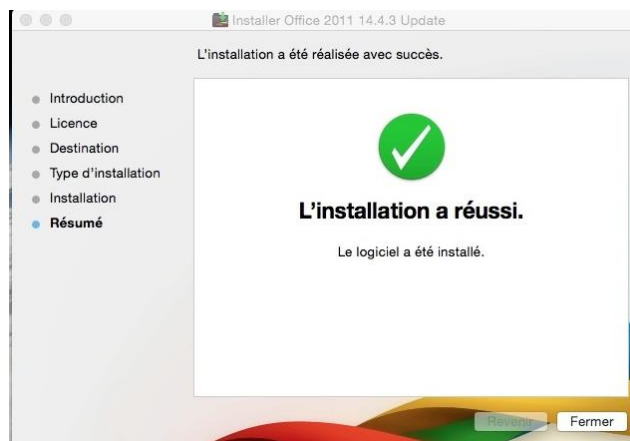 Installer Office 2011 14.4.3 Update
L'installation a été réalisée avec succès.
Introduction
Licence
Destination
Type d'installation
Installation
Résumé
L'installation a réussi.
Le logiciel a été installé.
Revenir
Fermer